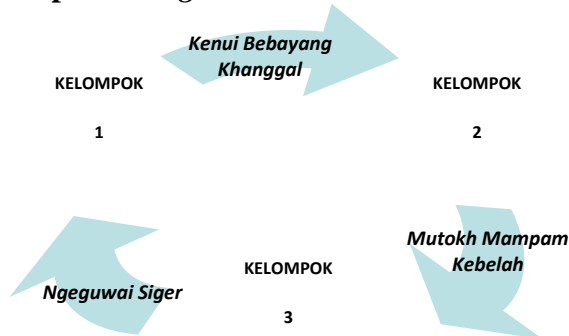 Kenui Bebayang
Khanggal
KELOMPOK
1
KELOMPOK
2
Mutokh Mampam
Kebelah
KELOMPOK
3
Ngeguwai Siger